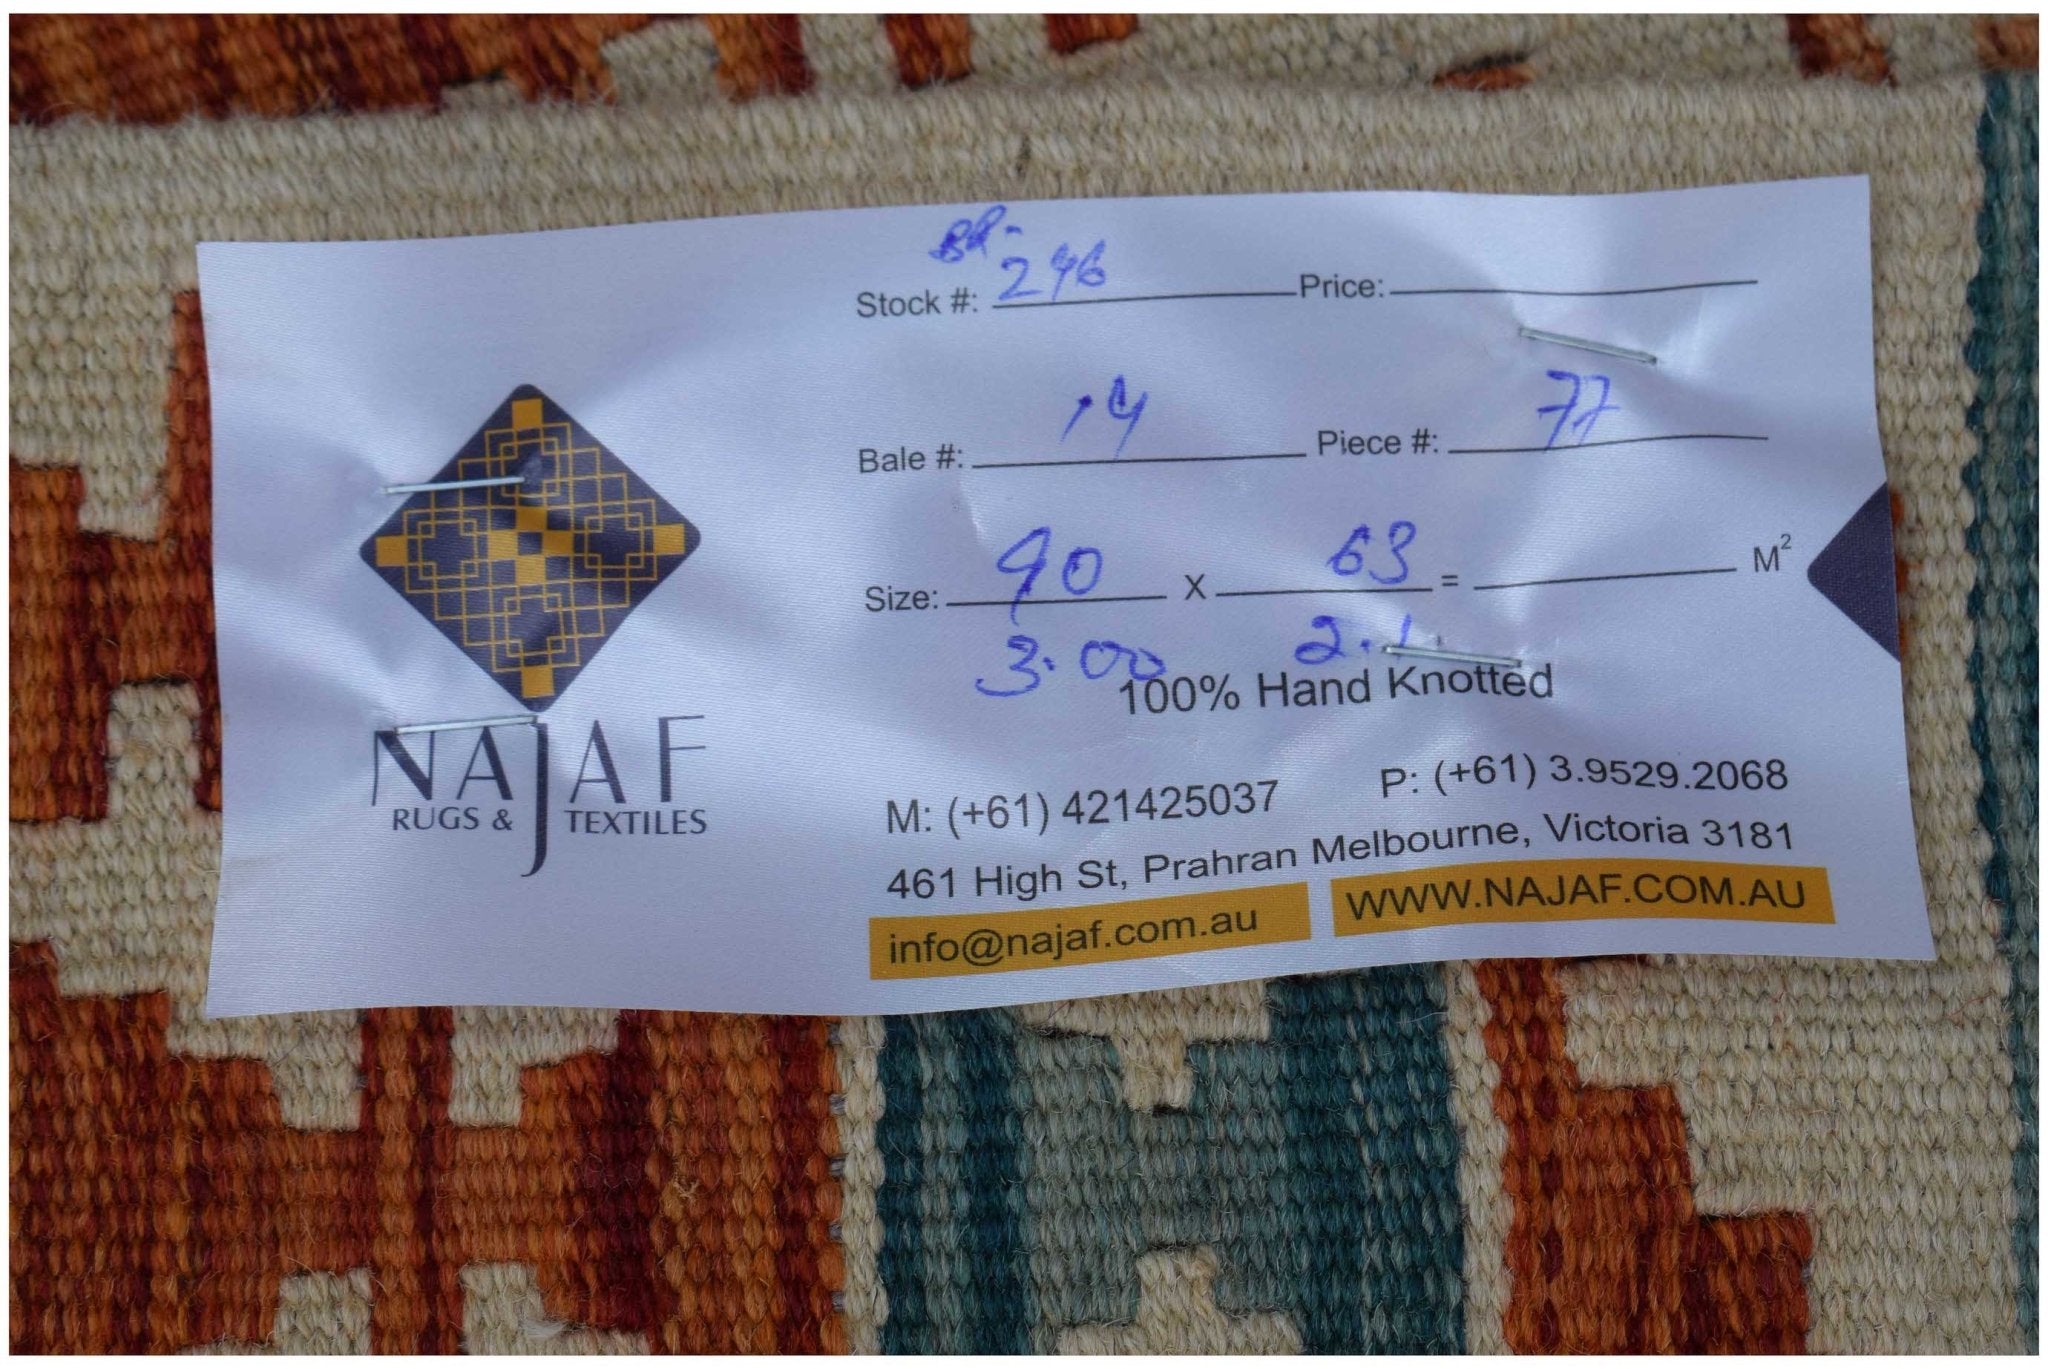 BR-
Stock #: 246 Price:
Bale #: 14 Piece #: 77
Size: 90 X 63 = M²
3.00 2.1
100% Hand Knotted
NAJAF
RUGS & TEXTILES
M: (+61) 421425037 P: (+61) 3.9529.2068
461 High St, Prahran Melbourne, Victoria 3181
info@najaf.com.au WWW.NAJAF.COM.AU